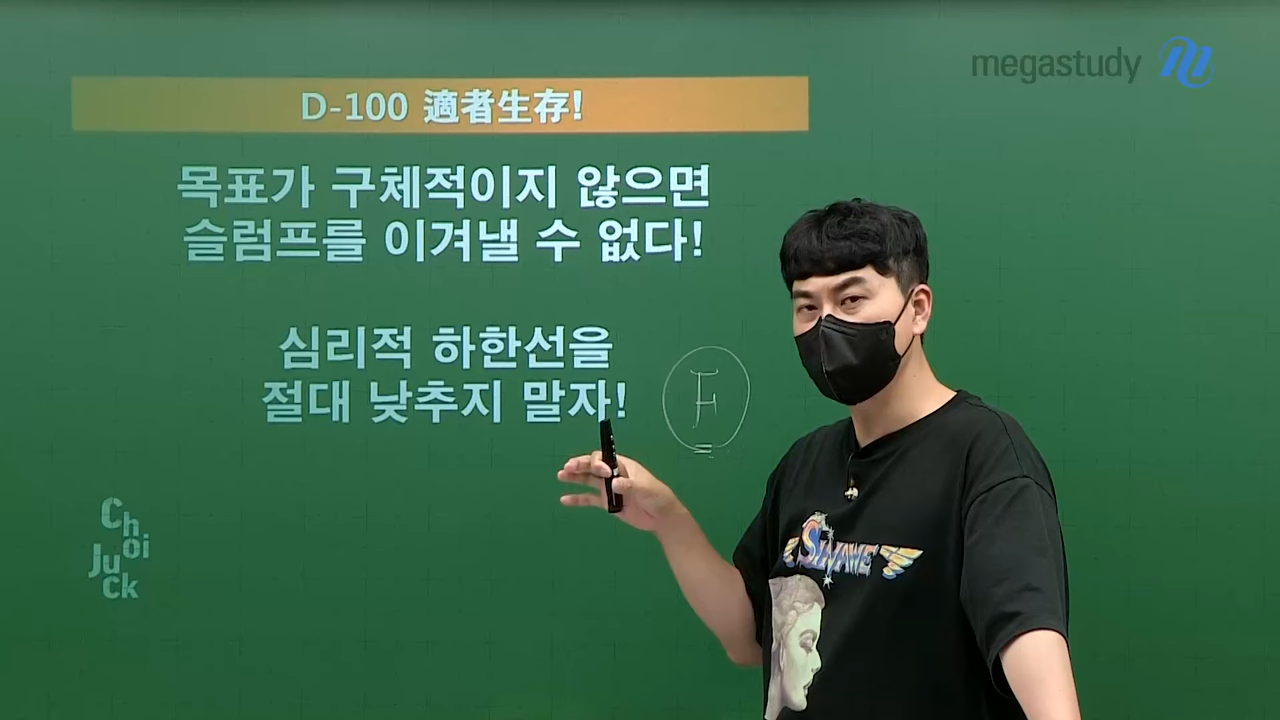 megastudy
D-100 適者生存!
목표가 구체적이지 않으면
슬럼프를 이겨낼 수 없다!
심리적 하한선을
절대 낮추지 말자!
F
Choi
Juck